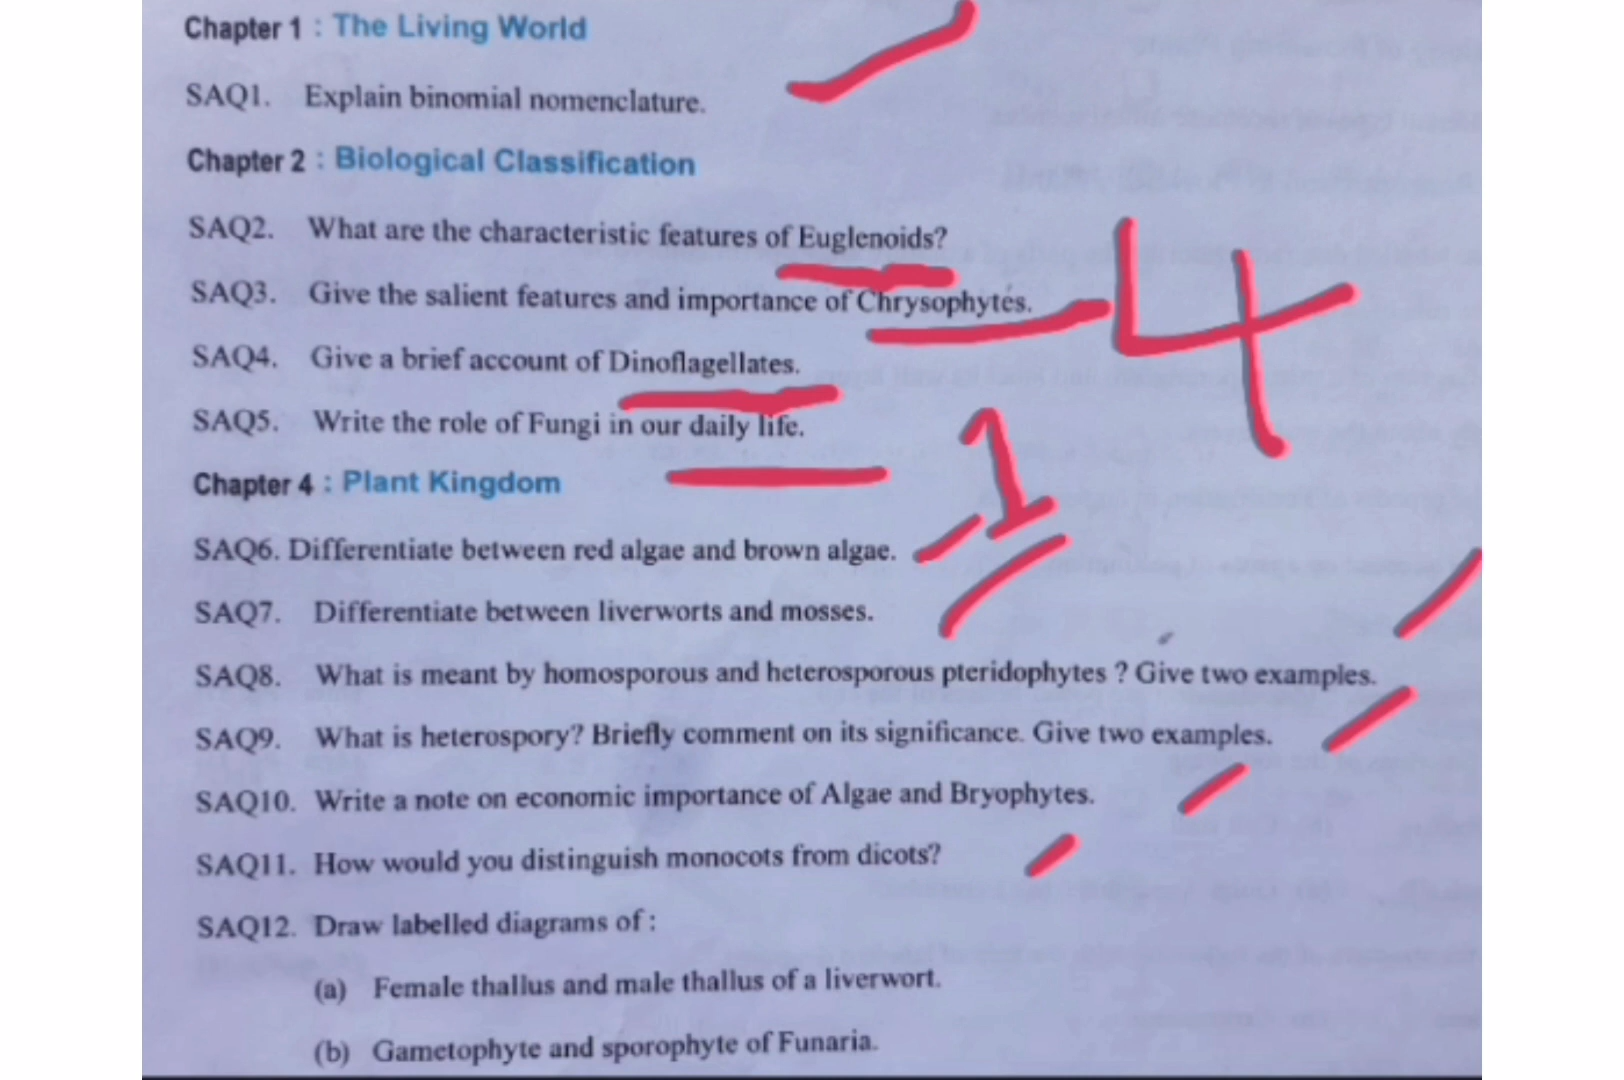 Chapter 1 : The Living World
SAQ1. Explain binomial nomenclature.
Chapter 2 : Biological Classification
SAQ2. What are the characteristic features of Euglenoids?
SAQ3. Give the salient features and importance of Chrysophytes.
4
SAQ4. Give a brief account of Dinoflagellates.
SAQ5. Write the role of Fungi in our daily life.
1
Chapter 4 : Plant Kingdom
SAQ6. Differentiate between red algae and brown algae.
SAQ7. Differentiate between liverworts and mosses.
SAQ8. What is meant by homosporous and heterosporous pteridophytes ? Give two examples.
SAQ9. What is heterospory? Briefly comment on its significance. Give two examples.
SAQ10. Write a note on economic importance of Algae and Bryophytes.
SAQ11. How would you distinguish monocots from dicots?
SAQ12. Draw labelled diagrams of :
(a) Female thallus and male thallus of a liverwort.
(b) Gametophyte and sporophyte of Funaria.